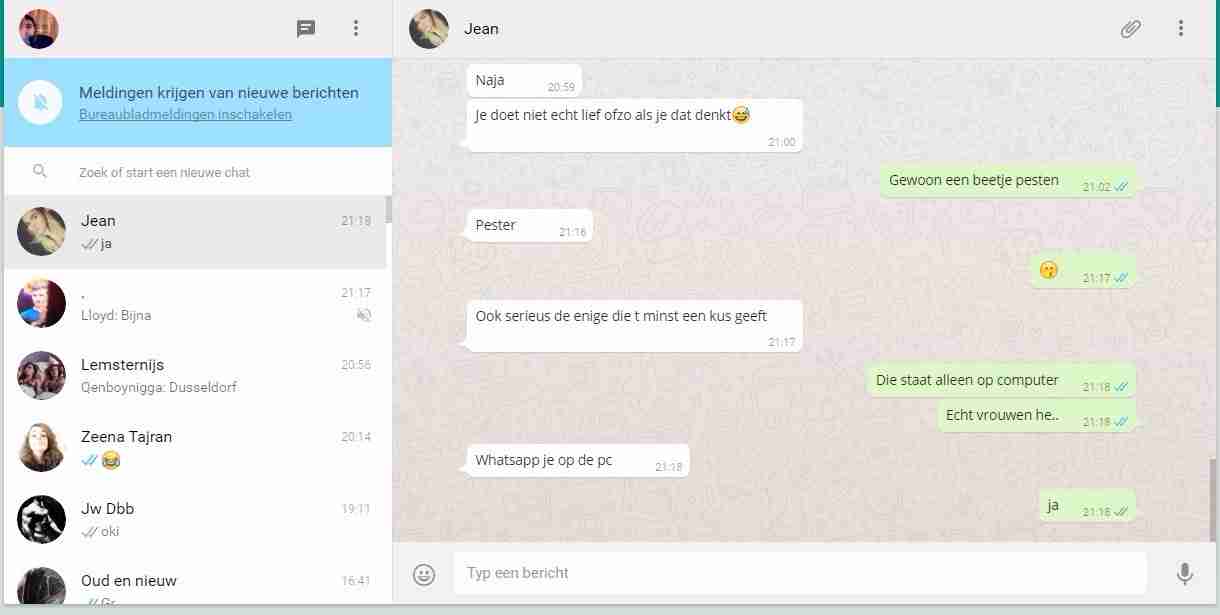 Meldingen krijgen van nieuwe berichten
Bureaubladmeldingen inschakelen
Zoek of start een nieuwe chat
Jean
21:18
ja
.
21:17
Lloyd: Bijna
Lemsternijs
20:56
Qenboynigga: Dusseldorf
Zeena Tajran
20:14
😂
Jw Dbb
19:11
oki
Oud en nieuw
16:41
Gr
Jean
Naja
20:59
Je doet niet echt lief ofzo als je dat denkt😅
21:00
Gewoon een beetje pesten
21:02
Pester
21:16
😙
21:17
Ook serieus de enige die t minst een kus geeft
21:17
Die staat alleen op computer
21:18
Echt vrouwen he..
21:18
Whatsapp je op de pc
21:18
ja
21:18
Typ een bericht